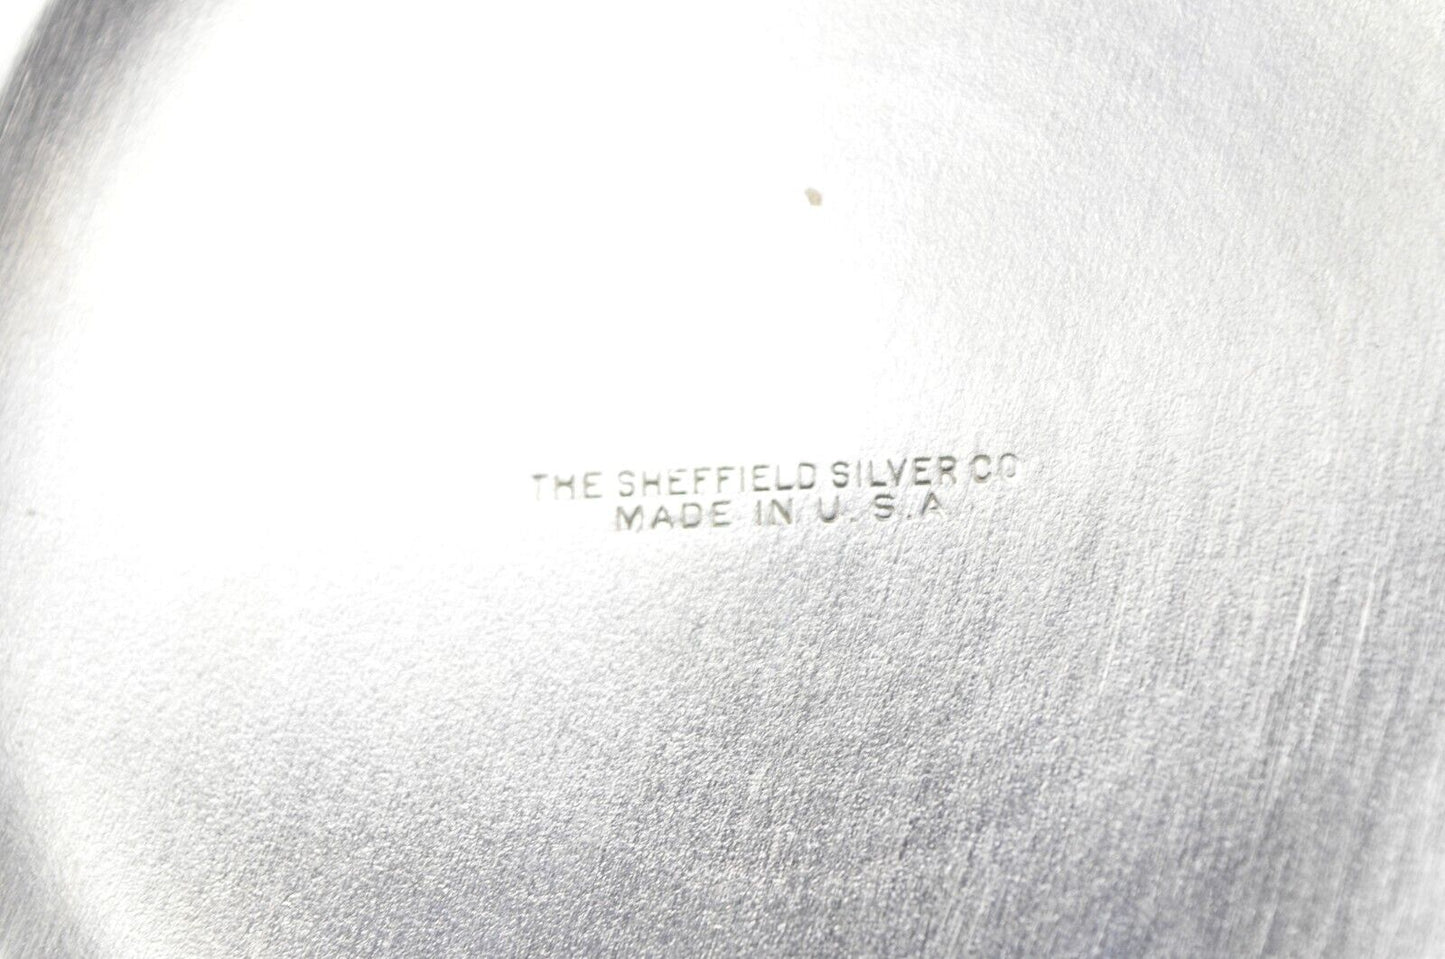 THE SHEFFIELD SILVER CO
MADE IN U.S.A